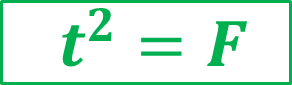 t² = F